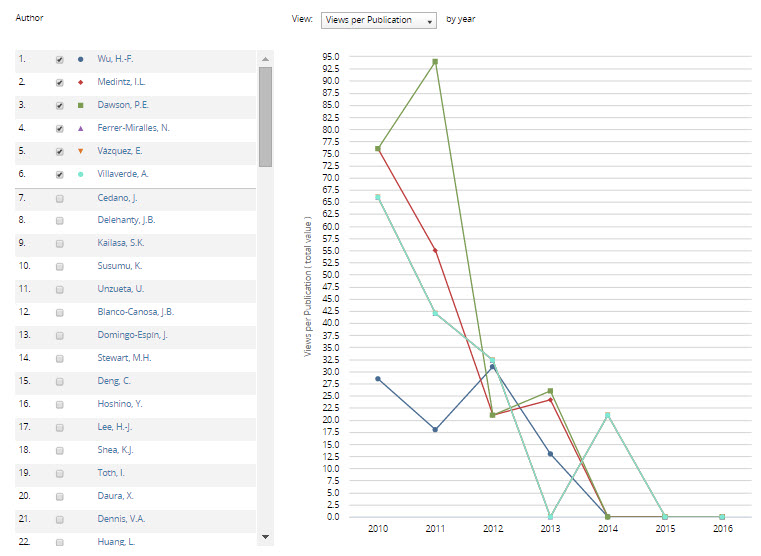 Author
View: Views per Publication by year
1. Wu, H.-F.
2. Medintz, I.L.
3. Dawson, P.E.
4. Ferrer-Miralles, N.
5. Vázquez, E.
6. Villaverde, A.
7. Cedano, J.
8. Delehanty, J.B.
9. Kailasa, S.K.
10. Susumu, K.
11. Unzueta, U.
12. Blanco-Canosa, J.B.
13. Domingo-Espín, J.
14. Stewart, M.H.
15. Deng, C.
16. Hoshino, Y.
17. Lee, H.-J.
18. Shea, K.J.
19. Toth, I.
20. Daura, X.
21. Dennis, V.A.
22. Huang, L.
Views per Publication ( total value )
95.0
92.5
90.0
87.5
85.0
82.5
80.0
77.5
75.0
72.5
70.0
67.5
65.0
62.5
60.0
57.5
55.0
52.5
50.0
47.5
45.0
42.5
40.0
37.5
35.0
32.5
30.0
27.5
25.0
22.5
20.0
17.5
15.0
12.5
10.0
7.5
5.0
2.5
0.0
2010 2011 2012 2013 2014 2015 2016